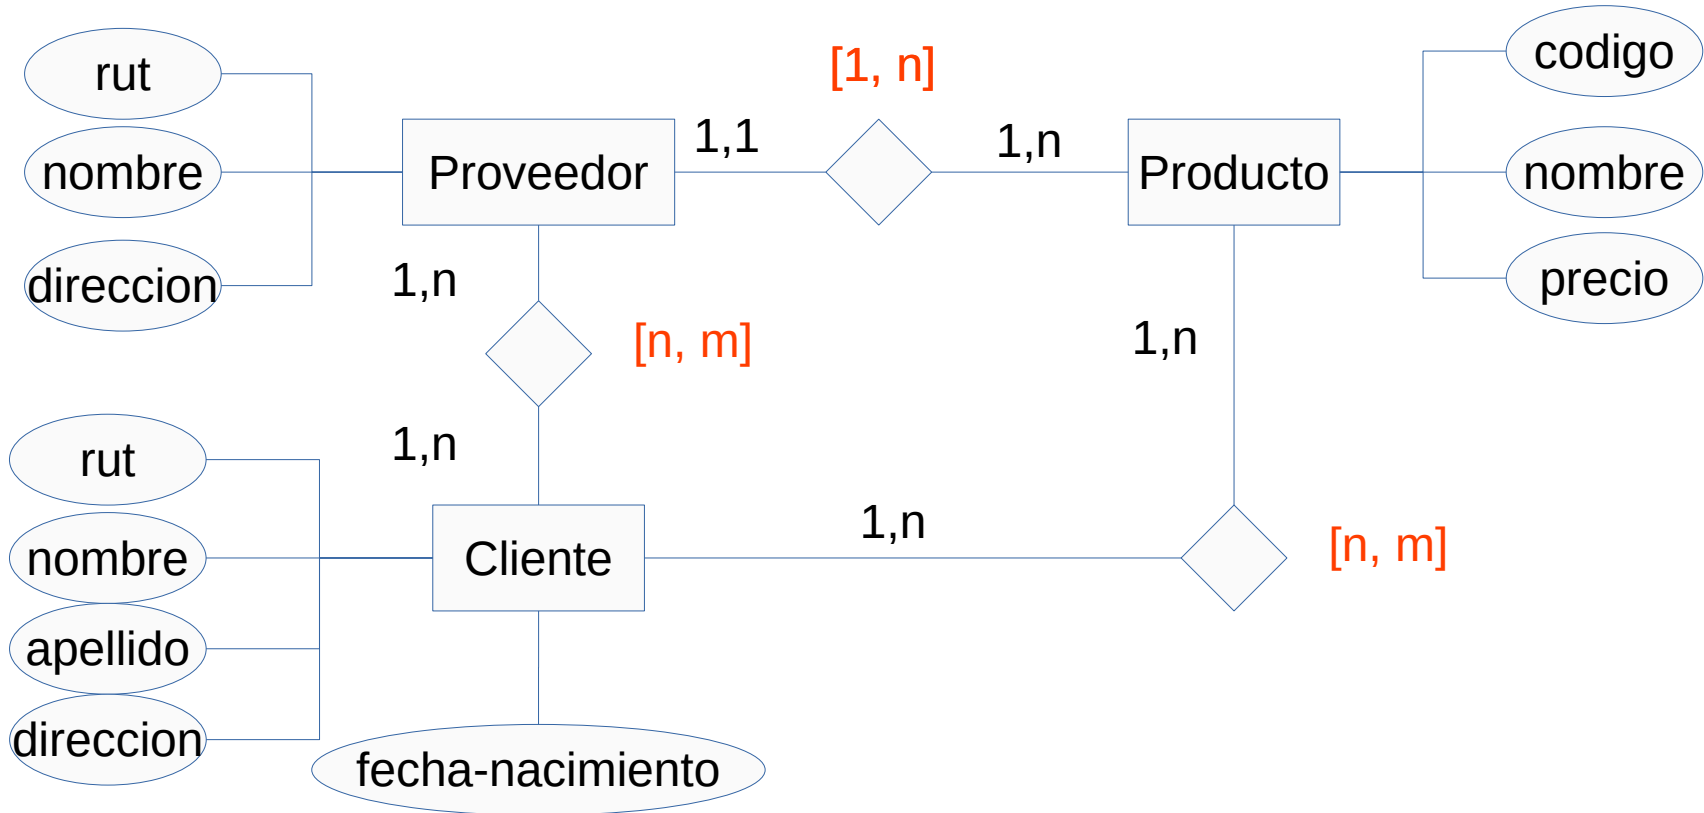 rut
nombre
direccion
Proveedor
1,1
[1, n]
1,n
Producto
codigo
nombre
precio
1,n
[n, m]
1,n
1,n
rut
nombre
apellido
direccion
Cliente
1,n
[n, m]
fecha-nacimiento